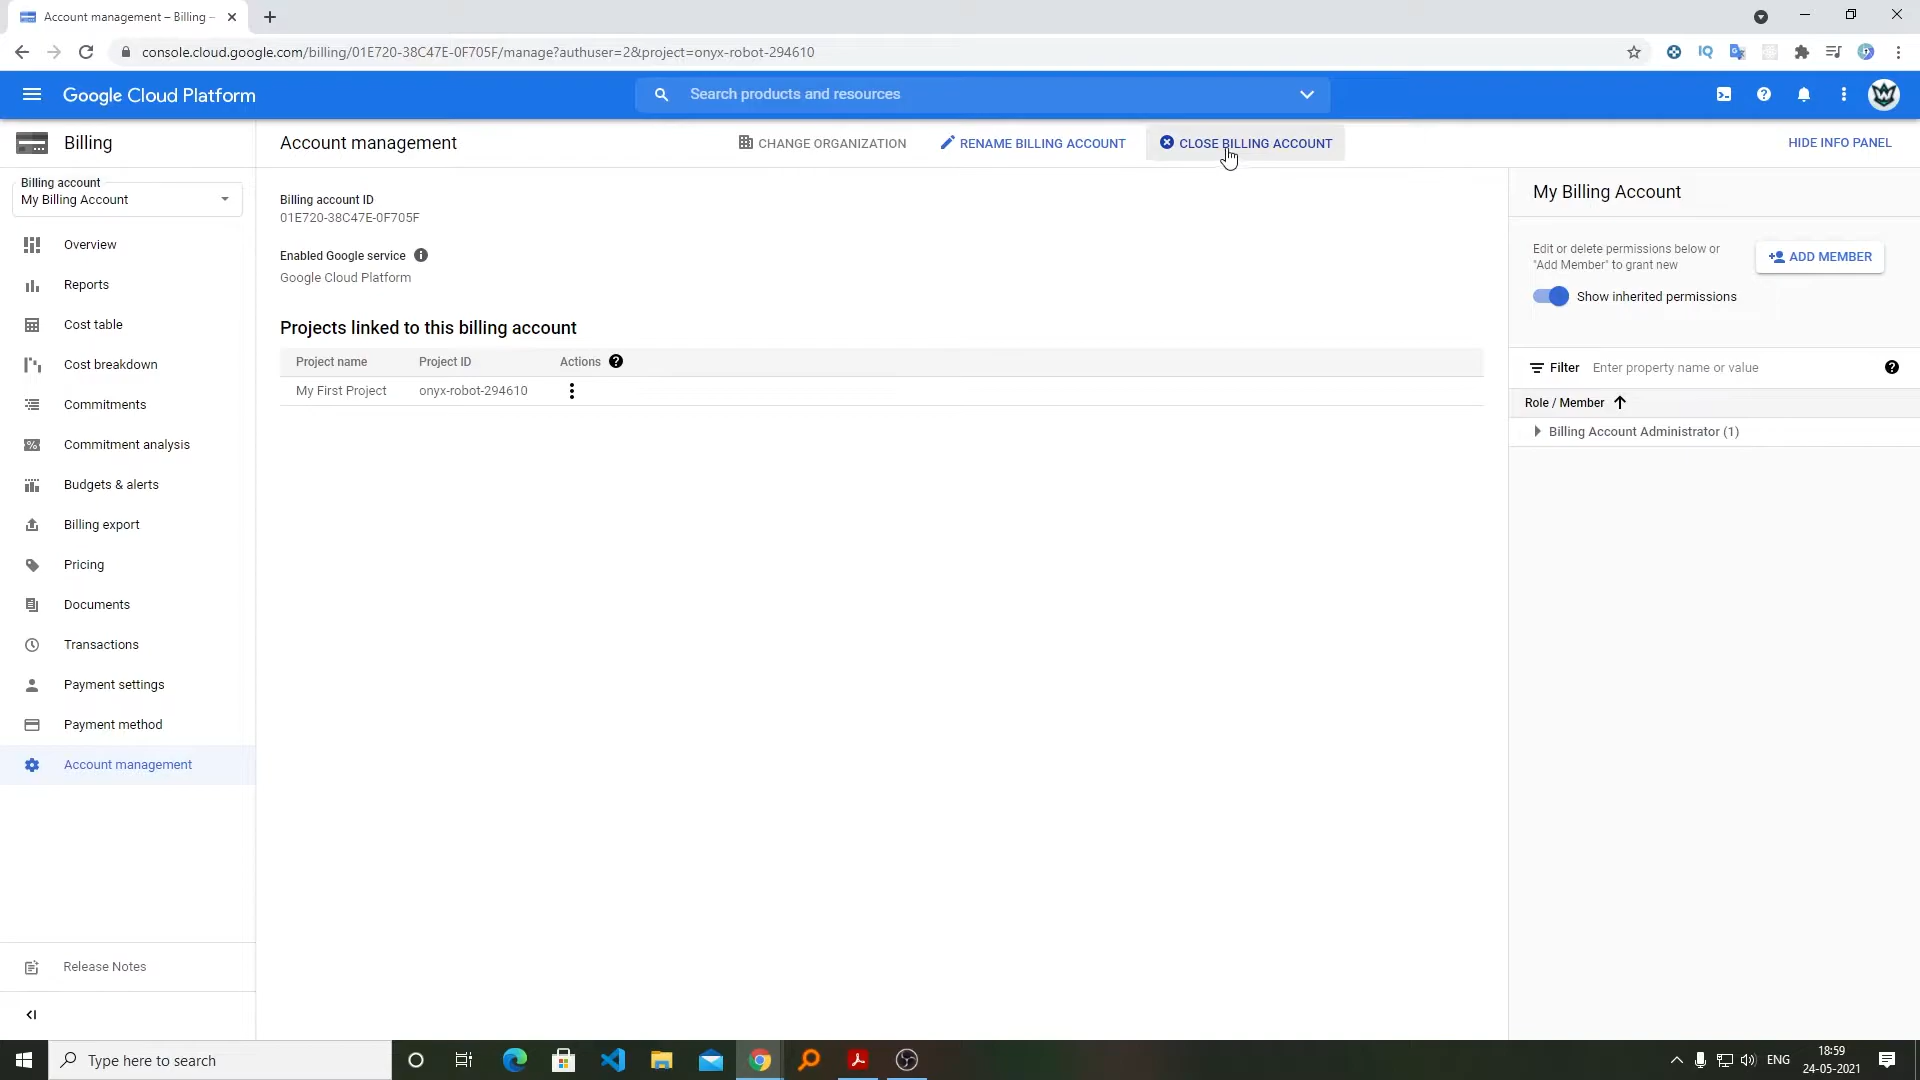 Account management – Billing –
console.cloud.google.com/billing/01E720-38C47E-0F705F/manage?authuser=2&project=onyx-robot-294610
Google Cloud Platform
Search products and resources
Billing
Account management
CHANGE ORGANIZATION
RENAME BILLING ACCOUNT
CLOSE BILLING ACCOUNT
HIDE INFO PANEL
Billing account
My Billing Account
Overview
Reports
Cost table
Cost breakdown
Commitments
Commitment analysis
Budgets & alerts
Billing export
Pricing
Documents
Transactions
Payment settings
Payment method
Account management
Release Notes
Billing account ID
01E720-38C47E-0F705F
Enabled Google service
Google Cloud Platform
Projects linked to this billing account
Project name Project ID Actions
My First Project onyx-robot-294610
My Billing Account
Edit or delete permissions below or
"Add Member" to grant new
ADD MEMBER
Show inherited permissions
Filter Enter property name or value
Role / Member
Billing Account Administrator (1)
Type here to search
ENG
18:59
24-05-2021